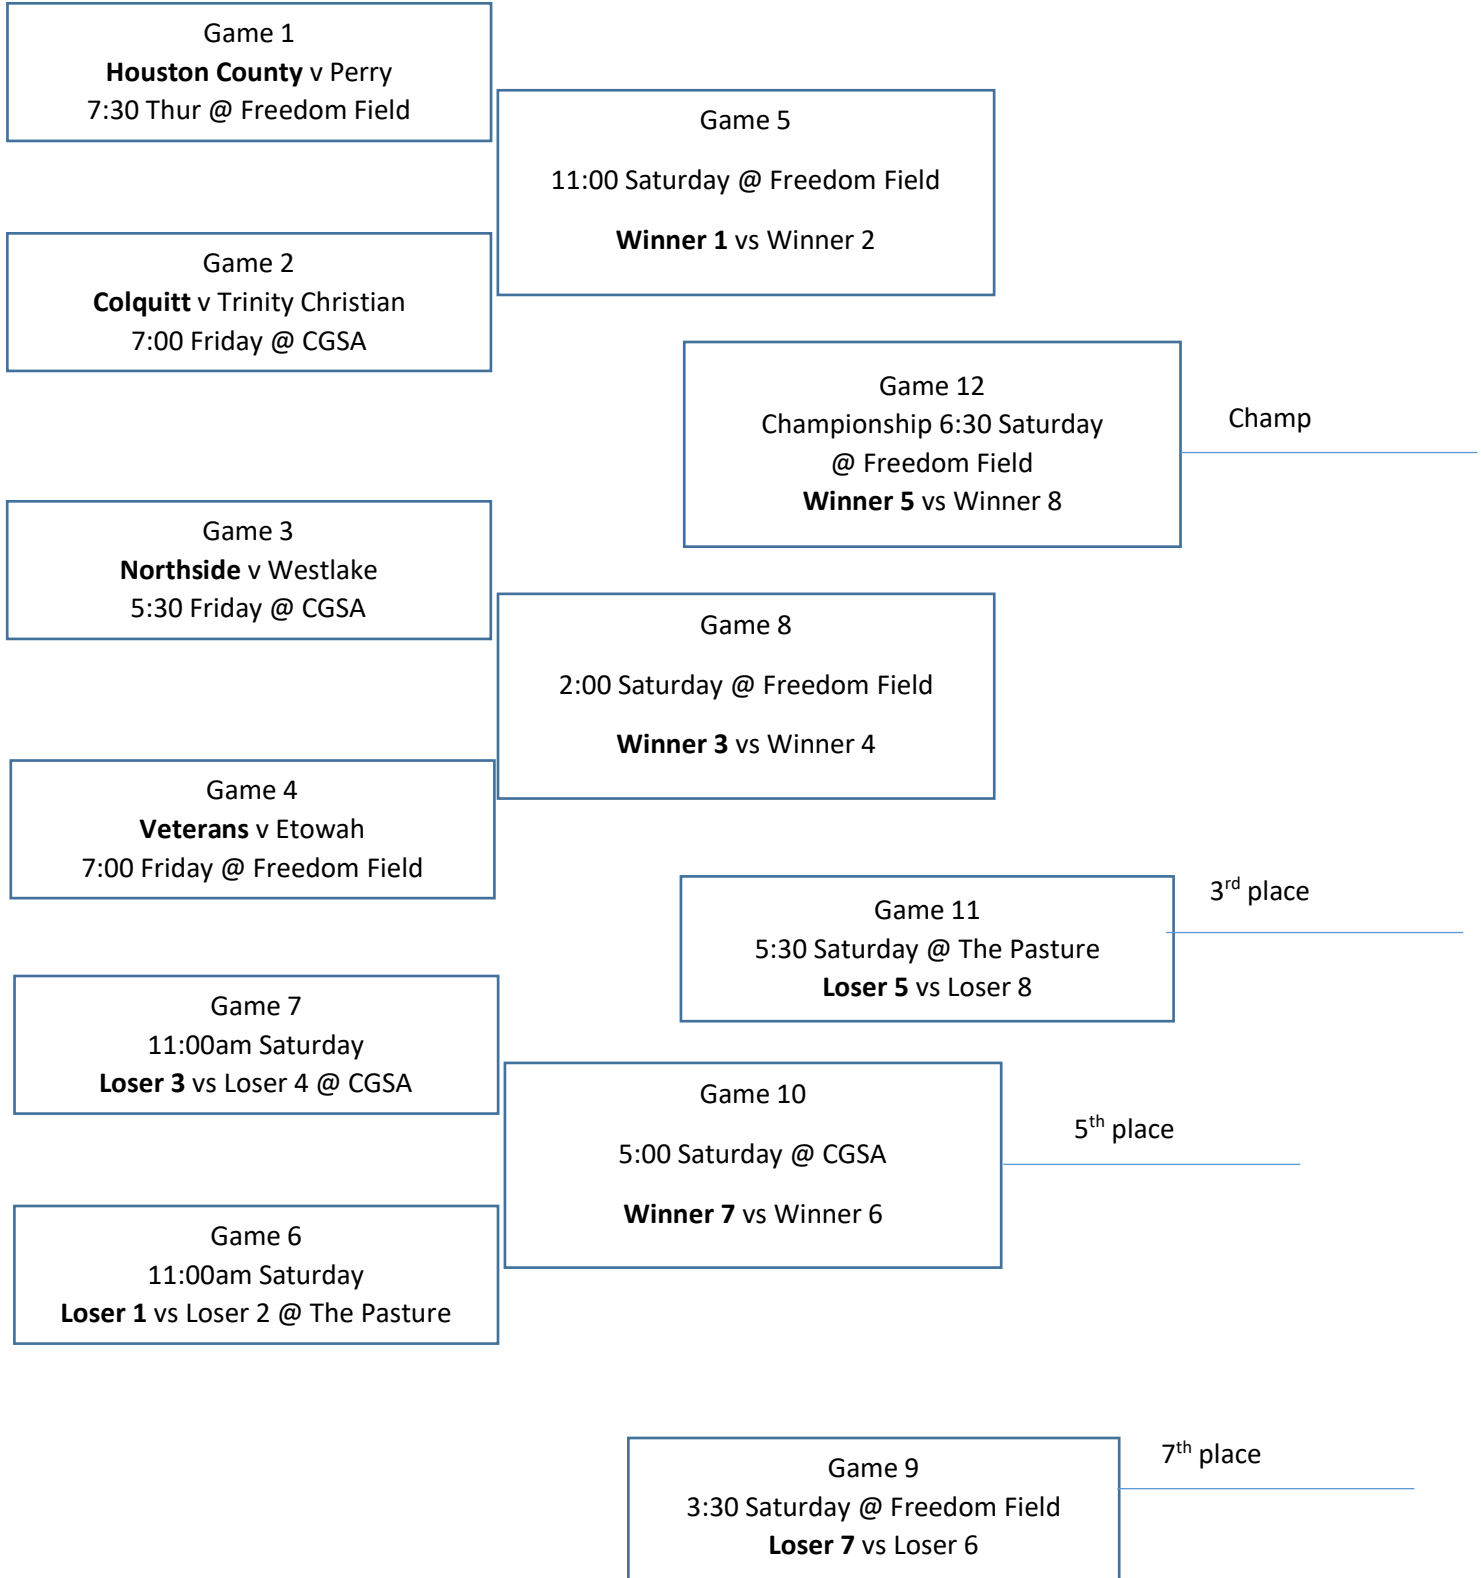 Game 1
Houston County v Perry
7:30 Thur @ Freedom Field
Game 5
11:00 Saturday @ Freedom Field
Winner 1 vs Winner 2
Game 2
Colquitt v Trinity Christian
7:00 Friday @ CGSA
Game 12
Championship 6:30 Saturday
@ Freedom Field
Winner 5 vs Winner 8
Champ
Game 3
Northside v Westlake
5:30 Friday @ CGSA
Game 8
2:00 Saturday @ Freedom Field
Winner 3 vs Winner 4
Game 4
Veterans v Etowah
7:00 Friday @ Freedom Field
Game 11
5:30 Saturday @ The Pasture
Loser 5 vs Loser 8
3rd place
Game 7
11:00am Saturday
Loser 3 vs Loser 4 @ CGSA
Game 10
5:00 Saturday @ CGSA
Winner 7 vs Winner 6
5th place
Game 6
11:00am Saturday
Loser 1 vs Loser 2 @ The Pasture
Game 9
3:30 Saturday @ Freedom Field
Loser 7 vs Loser 6
7th place